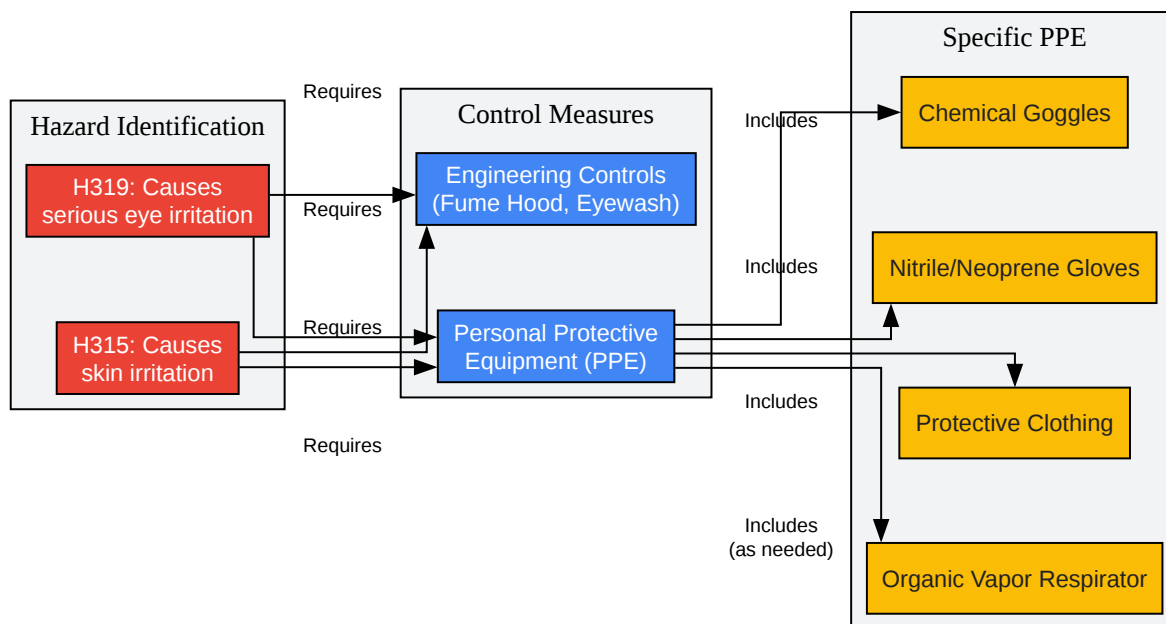 Hazard Identification
H319: Causes
serious eye irritation
H315: Causes
skin irritation
Requires
Requires
Requires
Requires
Control Measures
Engineering Controls
(Fume Hood, Eyewash)
Personal Protective
Equipment (PPE)
Includes
Includes
Includes
Includes
(as needed)
Specific PPE
Chemical Goggles
Nitrile/Neoprene Gloves
Protective Clothing
Organic Vapor Respirator